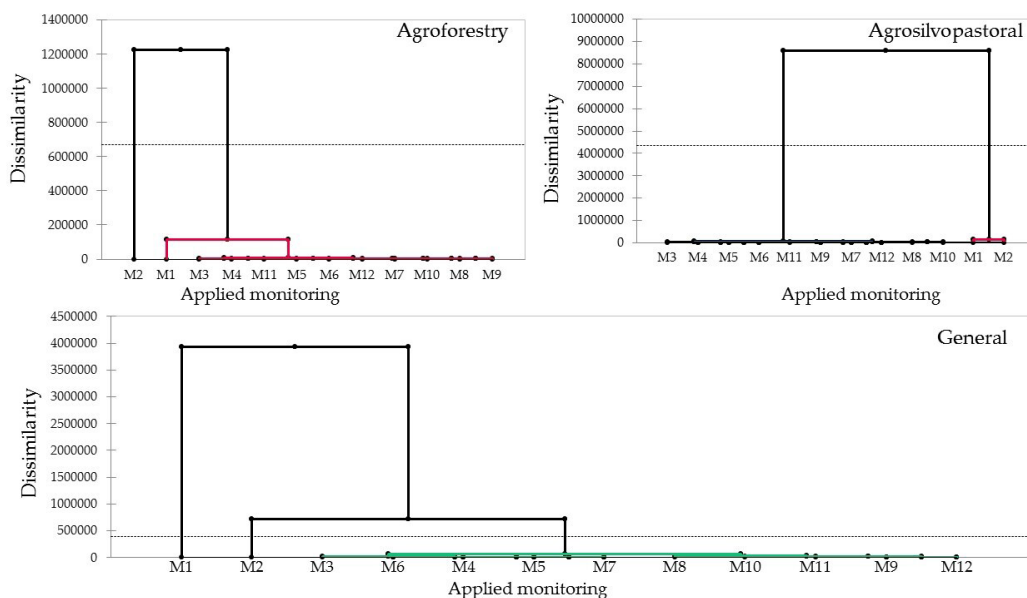 Agroforestry
Dissimilarity
1400000
1200000
1000000
800000
600000
400000
200000
0
M2 M1 M3 M4 M11 M5 M6 M12 M7 M10 M8 M9
Applied monitoring
Agrosilvopastoral
Dissimilarity
10000000
9000000
8000000
7000000
6000000
5000000
4000000
3000000
2000000
1000000
0
M3 M4 M5 M6 M11 M9 M7 M12 M8 M10 M1 M2
Applied monitoring
General
Dissimilarity
4500000
4000000
3500000
3000000
2500000
2000000
1500000
1000000
500000
0
M1 M2 M3 M6 M4 M5 M7 M8 M10 M11 M9 M12
Applied monitoring